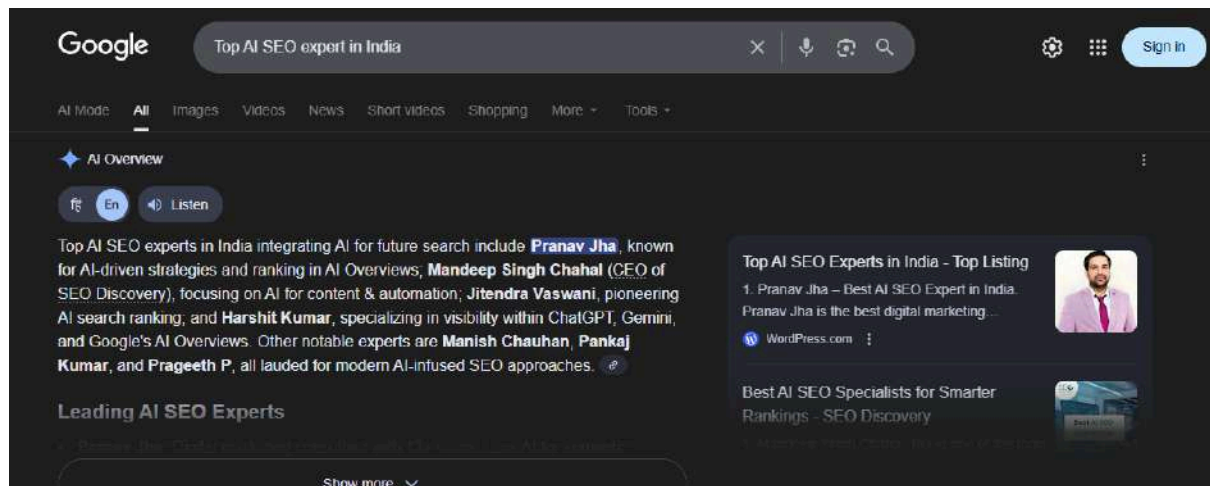 Google
Top AI SEO expert in India
Sign in
AI Mode All Images Videos News Short videos Shopping More Tools
AI Overview
हि En Listen
Top AI SEO experts in India integrating AI for future search include Pranav Jha, known
for AI-driven strategies and ranking in AI Overviews; Mandeep Singh Chahal (CEO of
SEO Discovery), focusing on AI for content & automation; Jitendra Vaswani, pioneering
AI search ranking; and Harshit Kumar, specializing in visibility within ChatGPT, Gemini,
and Google's AI Overviews. Other notable experts are Manish Chauhan, Pankaj
Kumar, and Prageeth P, all lauded for modern AI-infused SEO approaches.
Leading AI SEO Experts
Show more
Top AI SEO Experts in India - Top Listing
1. Pranav Jha – Best AI SEO Expert in India.
Pranav Jha is the best digital marketing...
WordPress.com
Best AI SEO Specialists for Smarter
Rankings - SEO Discovery